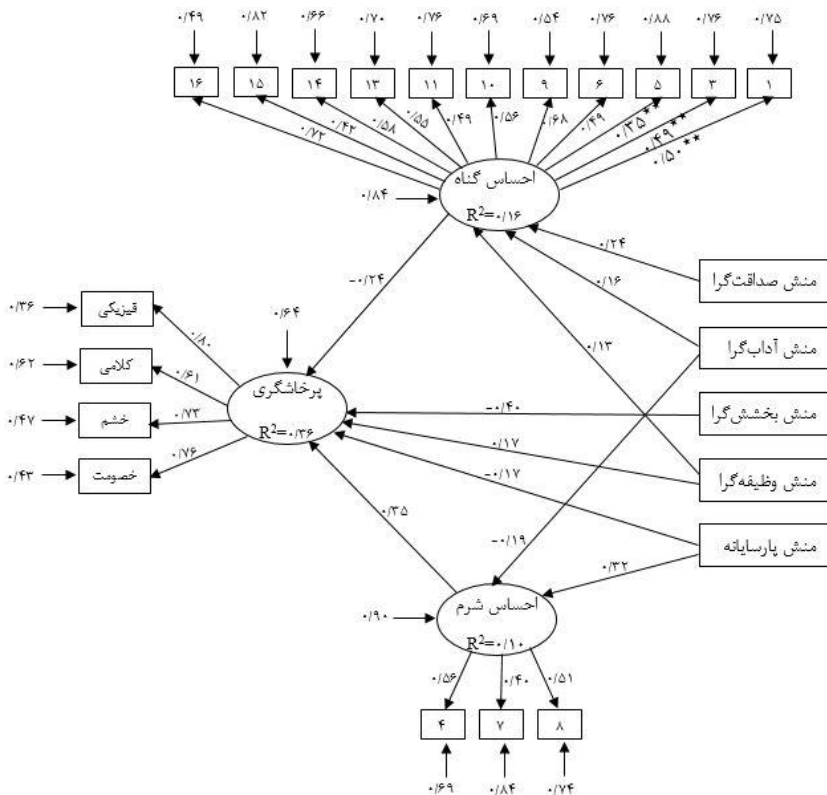 ۰/۴۹ ۰/۸۲ ۰/۶۶ ۰/۷۰ ۰/۷۶ ۰/۶۹ ۰/۵۴ ۰/۷۶ ۰/۸۸ ۰/۷۶ ۰/۷۵
۱۶ ۱۵ ۱۴ ۱۳ ۱۱ ۱۰ ۹ ۶ ۵ ۳ ۱
۰/۷۲ ۰/۴۲ ۰/۵۸ ۰/۵۵ ۰/۴۹ ۰/۵۶ ۰/۶۸ ۰/۴۹ ۰/۳۵** ۰/۴۹** ۰/۵۰**
احساس گناه
۰/۸۴
R²=۰/۱۶
۰/۲۴
منش صداقت‌گرا
۰/۱۶
-۰/۲۴
۰/۳۶
قیزیکی
۰/۶۴
۰/۸۰
۰/۱۳
منش آداب‌گرا
۰/۶۲
کلامی
۰/۶۱
پرخاشگری
-۰/۴۰
منش بخشش‌گرا
۰/۴۷
خشم
۰/۷۳
R²=۰/۳۶
۰/۱۷
۰/۴۳
خصومت
۰/۷۶
-۰/۱۷
منش وظیفه‌گرا
۰/۳۵
-۰/۱۹
منش پارسایانه
۰/۳۲
احساس شرم
۰/۹۰
R²=۰/۱۰
۰/۵۶ ۰/۴۰ ۰/۵۱
۴ ۷ ۸
۰/۶۹ ۰/۸۴ ۰/۷۴